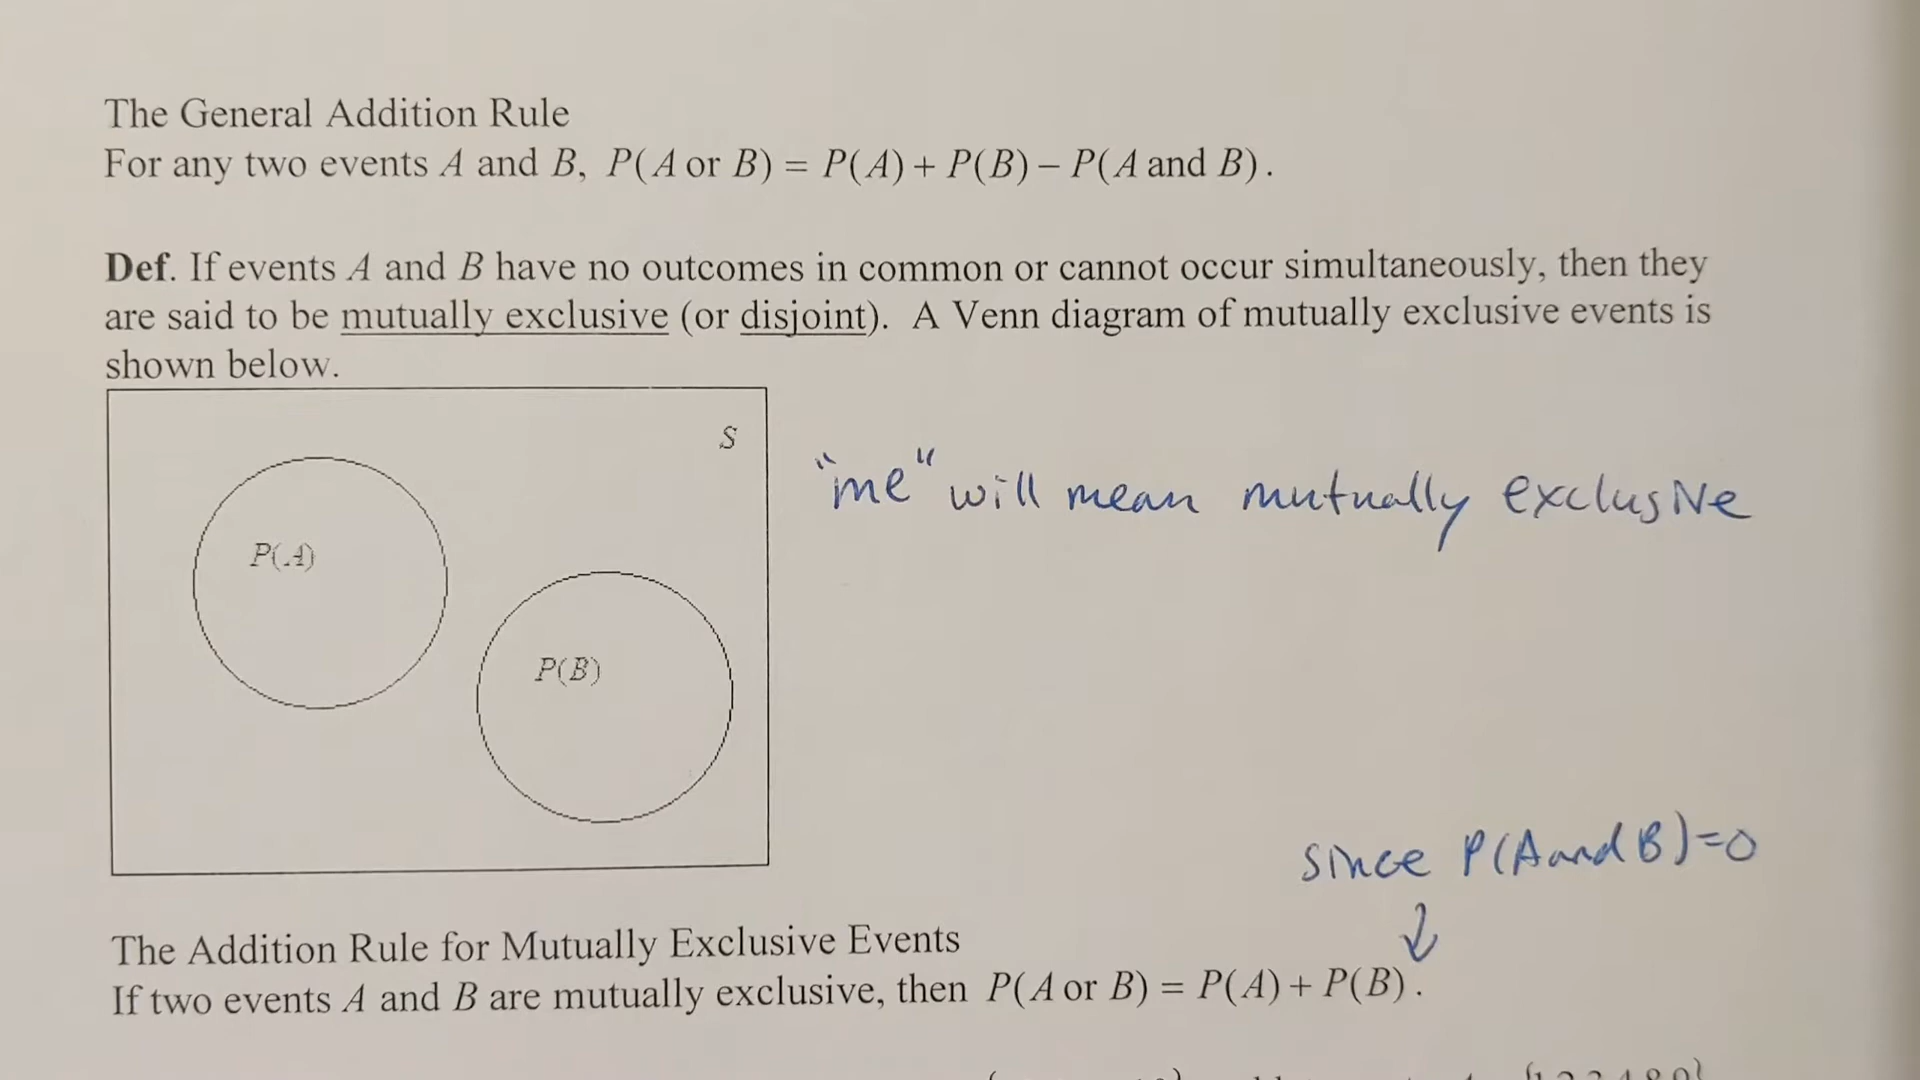 The General Addition Rule
For any two events A and B, P(A or B) = P(A) + P(B) − P(A and B).
Def. If events A and B have no outcomes in common or cannot occur simultaneously, then they
are said to be mutually exclusive (or disjoint). A Venn diagram of mutually exclusive events is
shown below.
S
"me" will mean mutually exclusive
P(A)
P(B)
since P(A and B)=0
↓
The Addition Rule for Mutually Exclusive Events
If two events A and B are mutually exclusive, then P(A or B) = P(A) + P(B).